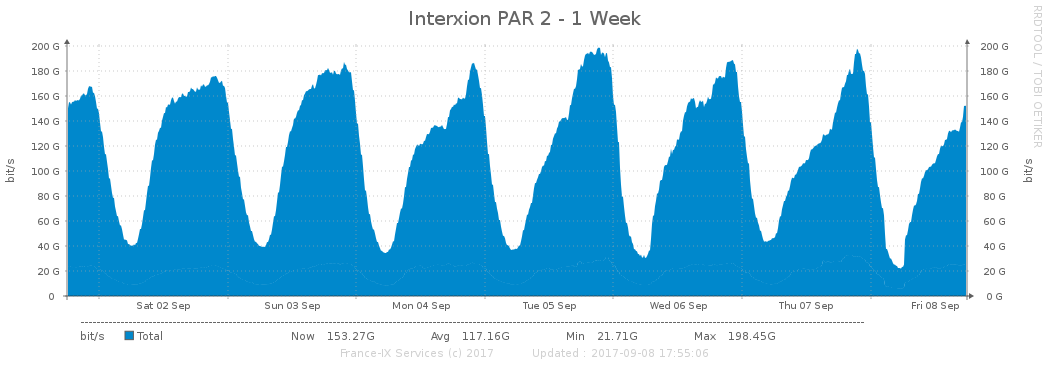 Interxion PAR 2 - 1 Week
RRDTOOL / TOBI OETIKER
bit/s
bit/s
200 G 200 G
180 G 180 G
160 G 160 G
140 G 140 G
120 G 120 G
100 G 100 G
80 G 80 G
60 G 60 G
40 G 40 G
20 G 20 G
0 0 G
Sat 02 Sep Sun 03 Sep Mon 04 Sep Tue 05 Sep Wed 06 Sep Thu 07 Sep Fri 08 Sep
bit/s Total Now 153.27G Avg 117.16G Min 21.71G Max 198.45G
France-IX Services (c) 2017 Updated : 2017-09-08 17:55:06